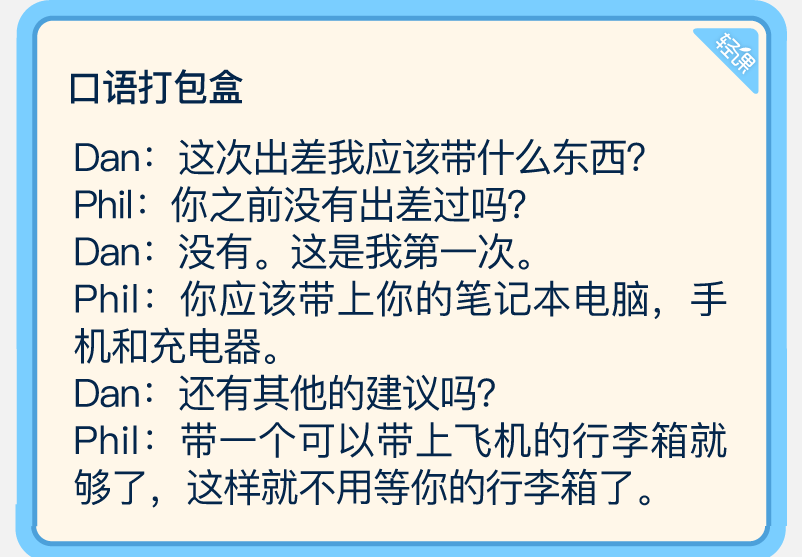 轻课
口语打包盒
Dan：这次出差我应该带什么东西？
Phil：你之前没有出差过吗？
Dan：没有。这是我第一次。
Phil：你应该带上你的笔记本电脑，手
机和充电器。
Dan：还有其他的建议吗？
Phil：带一个可以带上飞机的行李箱就
够了，这样就不用等你的行李箱了。